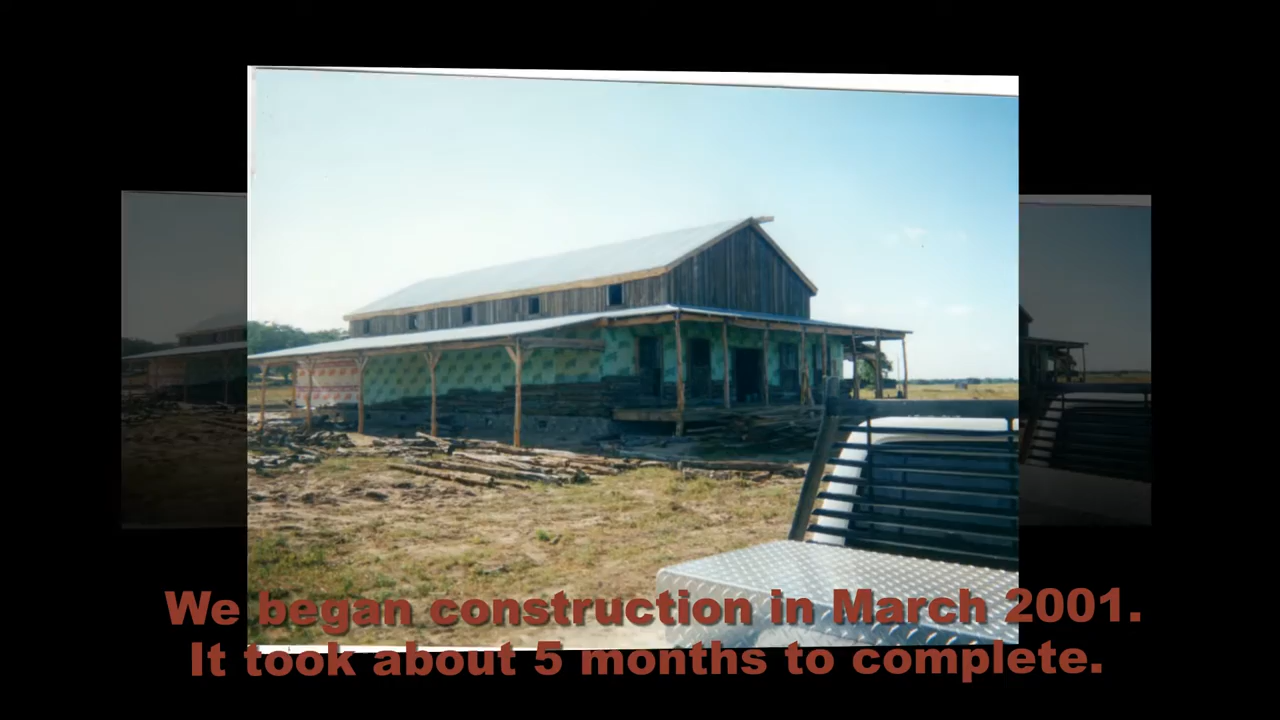 We began construction in March 2001.
It took about 5 months to complete.